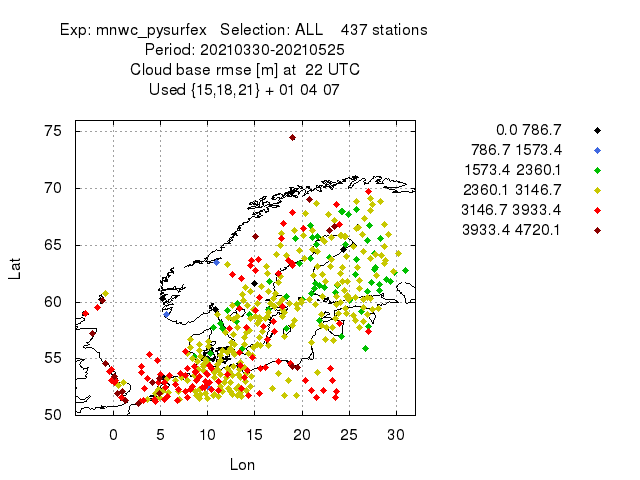 Exp: mnwc_pysurfex Selection: ALL 437 stations
Period: 20210330-20210525
Cloud base rmse [m] at 22 UTC
Used {15,18,21} + 01 04 07
0.0 786.7
786.7 1573.4
1573.4 2360.1
2360.1 3146.7
3146.7 3933.4
3933.4 4720.1
75
70
65
60
55
50
Lat
0 5 10 15 20 25 30
Lon